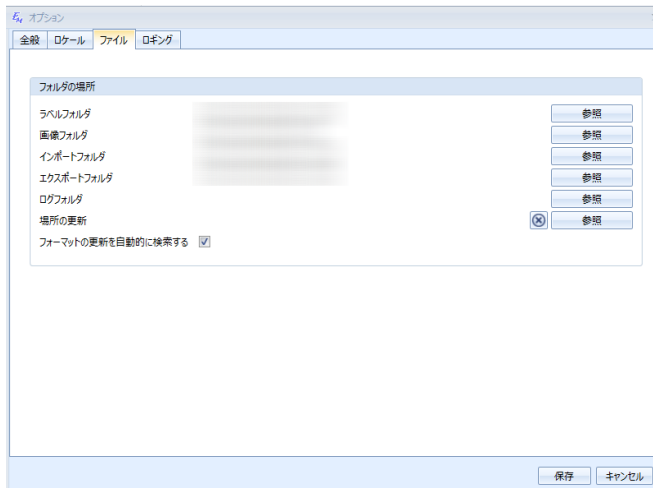 EM オプション
全般 ロケール ファイル ロギング
フォルダの場所
ラベルフォルダ 参照
画像フォルダ 参照
インポートフォルダ 参照
エクスポートフォルダ 参照
ログフォルダ 参照
場所の更新 参照
フォーマットの更新を自動的に検索する
保存 キャンセル